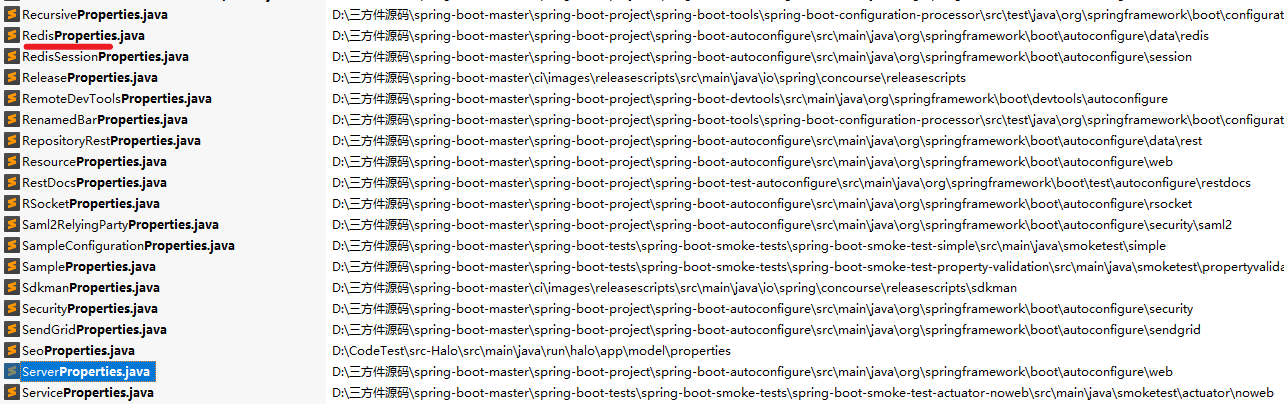 RecursiveProperties.java D:\三方件源码\spring-boot-master\spring-boot-project\spring-boot-tools\spring-boot-configuration-processor\src\test\java\org\springframework\boot\configurat
RedisProperties.java D:\三方件源码\spring-boot-master\spring-boot-project\spring-boot-autoconfigure\src\main\java\org\springframework\boot\autoconfigure\data\redis
RedisSessionProperties.java D:\三方件源码\spring-boot-master\spring-boot-project\spring-boot-autoconfigure\src\main\java\org\springframework\boot\autoconfigure\session
ReleaseProperties.java D:\三方件源码\spring-boot-master\ci\images\releasescripts\src\main\java\io\spring\concourse\releasescripts
RemoteDevToolsProperties.java D:\三方件源码\spring-boot-master\spring-boot-project\spring-boot-devtools\src\main\java\org\springframework\boot\devtools\autoconfigure
RenamedBarProperties.java D:\三方件源码\spring-boot-master\spring-boot-project\spring-boot-tools\spring-boot-configuration-processor\src\test\java\org\springframework\boot\configurat
RepositoryRestProperties.java D:\三方件源码\spring-boot-master\spring-boot-project\spring-boot-autoconfigure\src\main\java\org\springframework\boot\autoconfigure\data\rest
ResourceProperties.java D:\三方件源码\spring-boot-master\spring-boot-project\spring-boot-autoconfigure\src\main\java\org\springframework\boot\autoconfigure\web
RestDocsProperties.java D:\三方件源码\spring-boot-master\spring-boot-project\spring-boot-test-autoconfigure\src\main\java\org\springframework\boot\test\autoconfigure\restdocs
RSocketProperties.java D:\三方件源码\spring-boot-master\spring-boot-project\spring-boot-autoconfigure\src\main\java\org\springframework\boot\autoconfigure\rsocket
Saml2RelyingPartyProperties.java D:\三方件源码\spring-boot-master\spring-boot-project\spring-boot-autoconfigure\src\main\java\org\springframework\boot\autoconfigure\security\saml2
SampleConfigurationProperties.java D:\三方件源码\spring-boot-master\spring-boot-tests\spring-boot-smoke-tests\spring-boot-smoke-test-simple\src\main\java\smoketest\simple
SampleProperties.java D:\三方件源码\spring-boot-master\spring-boot-tests\spring-boot-smoke-tests\spring-boot-smoke-test-property-validation\src\main\java\smoketest\propertyvalida
SdkmanProperties.java D:\三方件源码\spring-boot-master\ci\images\releasescripts\src\main\java\io\spring\concourse\releasescripts\sdkman
SecurityProperties.java D:\三方件源码\spring-boot-master\spring-boot-project\spring-boot-autoconfigure\src\main\java\org\springframework\boot\autoconfigure\security
SendGridProperties.java D:\三方件源码\spring-boot-master\spring-boot-project\spring-boot-autoconfigure\src\main\java\org\springframework\boot\autoconfigure\sendgrid
SeoProperties.java D:\CodeTest\src-Halo\src\main\java\run\halo\app\model\properties
ServerProperties.java D:\三方件源码\spring-boot-master\spring-boot-project\spring-boot-autoconfigure\src\main\java\org\springframework\boot\autoconfigure\web
ServiceProperties.java D:\三方件源码\spring-boot-master\spring-boot-tests\spring-boot-smoke-tests\spring-boot-smoke-test-actuator-noweb\src\main\java\smoketest\actuator\noweb